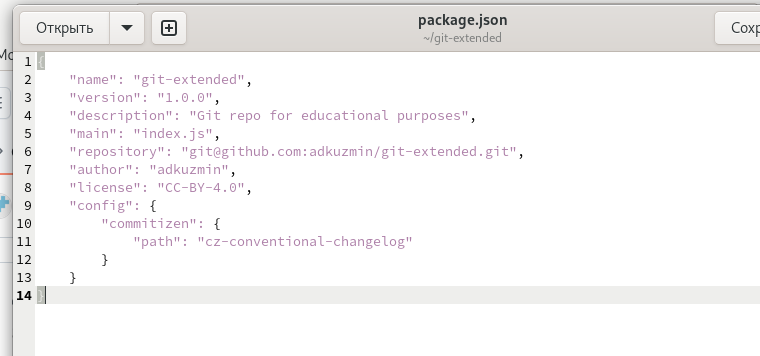 Открыть
package.json
~/git-extended
Сохр
Мо
1 {
2 "name": "git-extended",
3 "version": "1.0.0",
4 "description": "Git repo for educational purposes",
5 "main": "index.js",
6 "repository": "git@github.com:adkuzmin/git-extended.git",
7 "author": "adkuzmin",
8 "license": "CC-BY-4.0",
9 "config": {
10 "commitizen": {
11 "path": "cz-conventional-changelog"
12 }
13 }
14 }